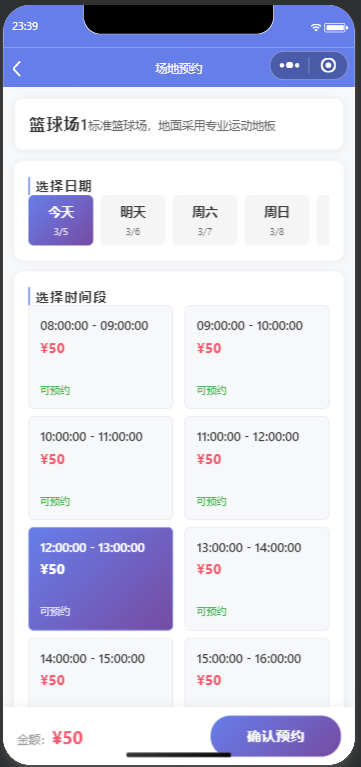 23:39
场地预约
篮球场1标准篮球场，地面采用专业运动地板
选择日期
今天 明天 周六 周日
3/5 3/6 3/7 3/8
选择时间段
08:00:00 - 09:00:00 09:00:00 - 10:00:00
¥50 ¥50
可预约 可预约
10:00:00 - 11:00:00 11:00:00 - 12:00:00
¥50 ¥50
可预约 可预约
12:00:00 - 13:00:00 13:00:00 - 14:00:00
¥50 ¥50
可预约 可预约
14:00:00 - 15:00:00 15:00:00 - 16:00:00
¥50 ¥50
金额: ¥50 确认预约